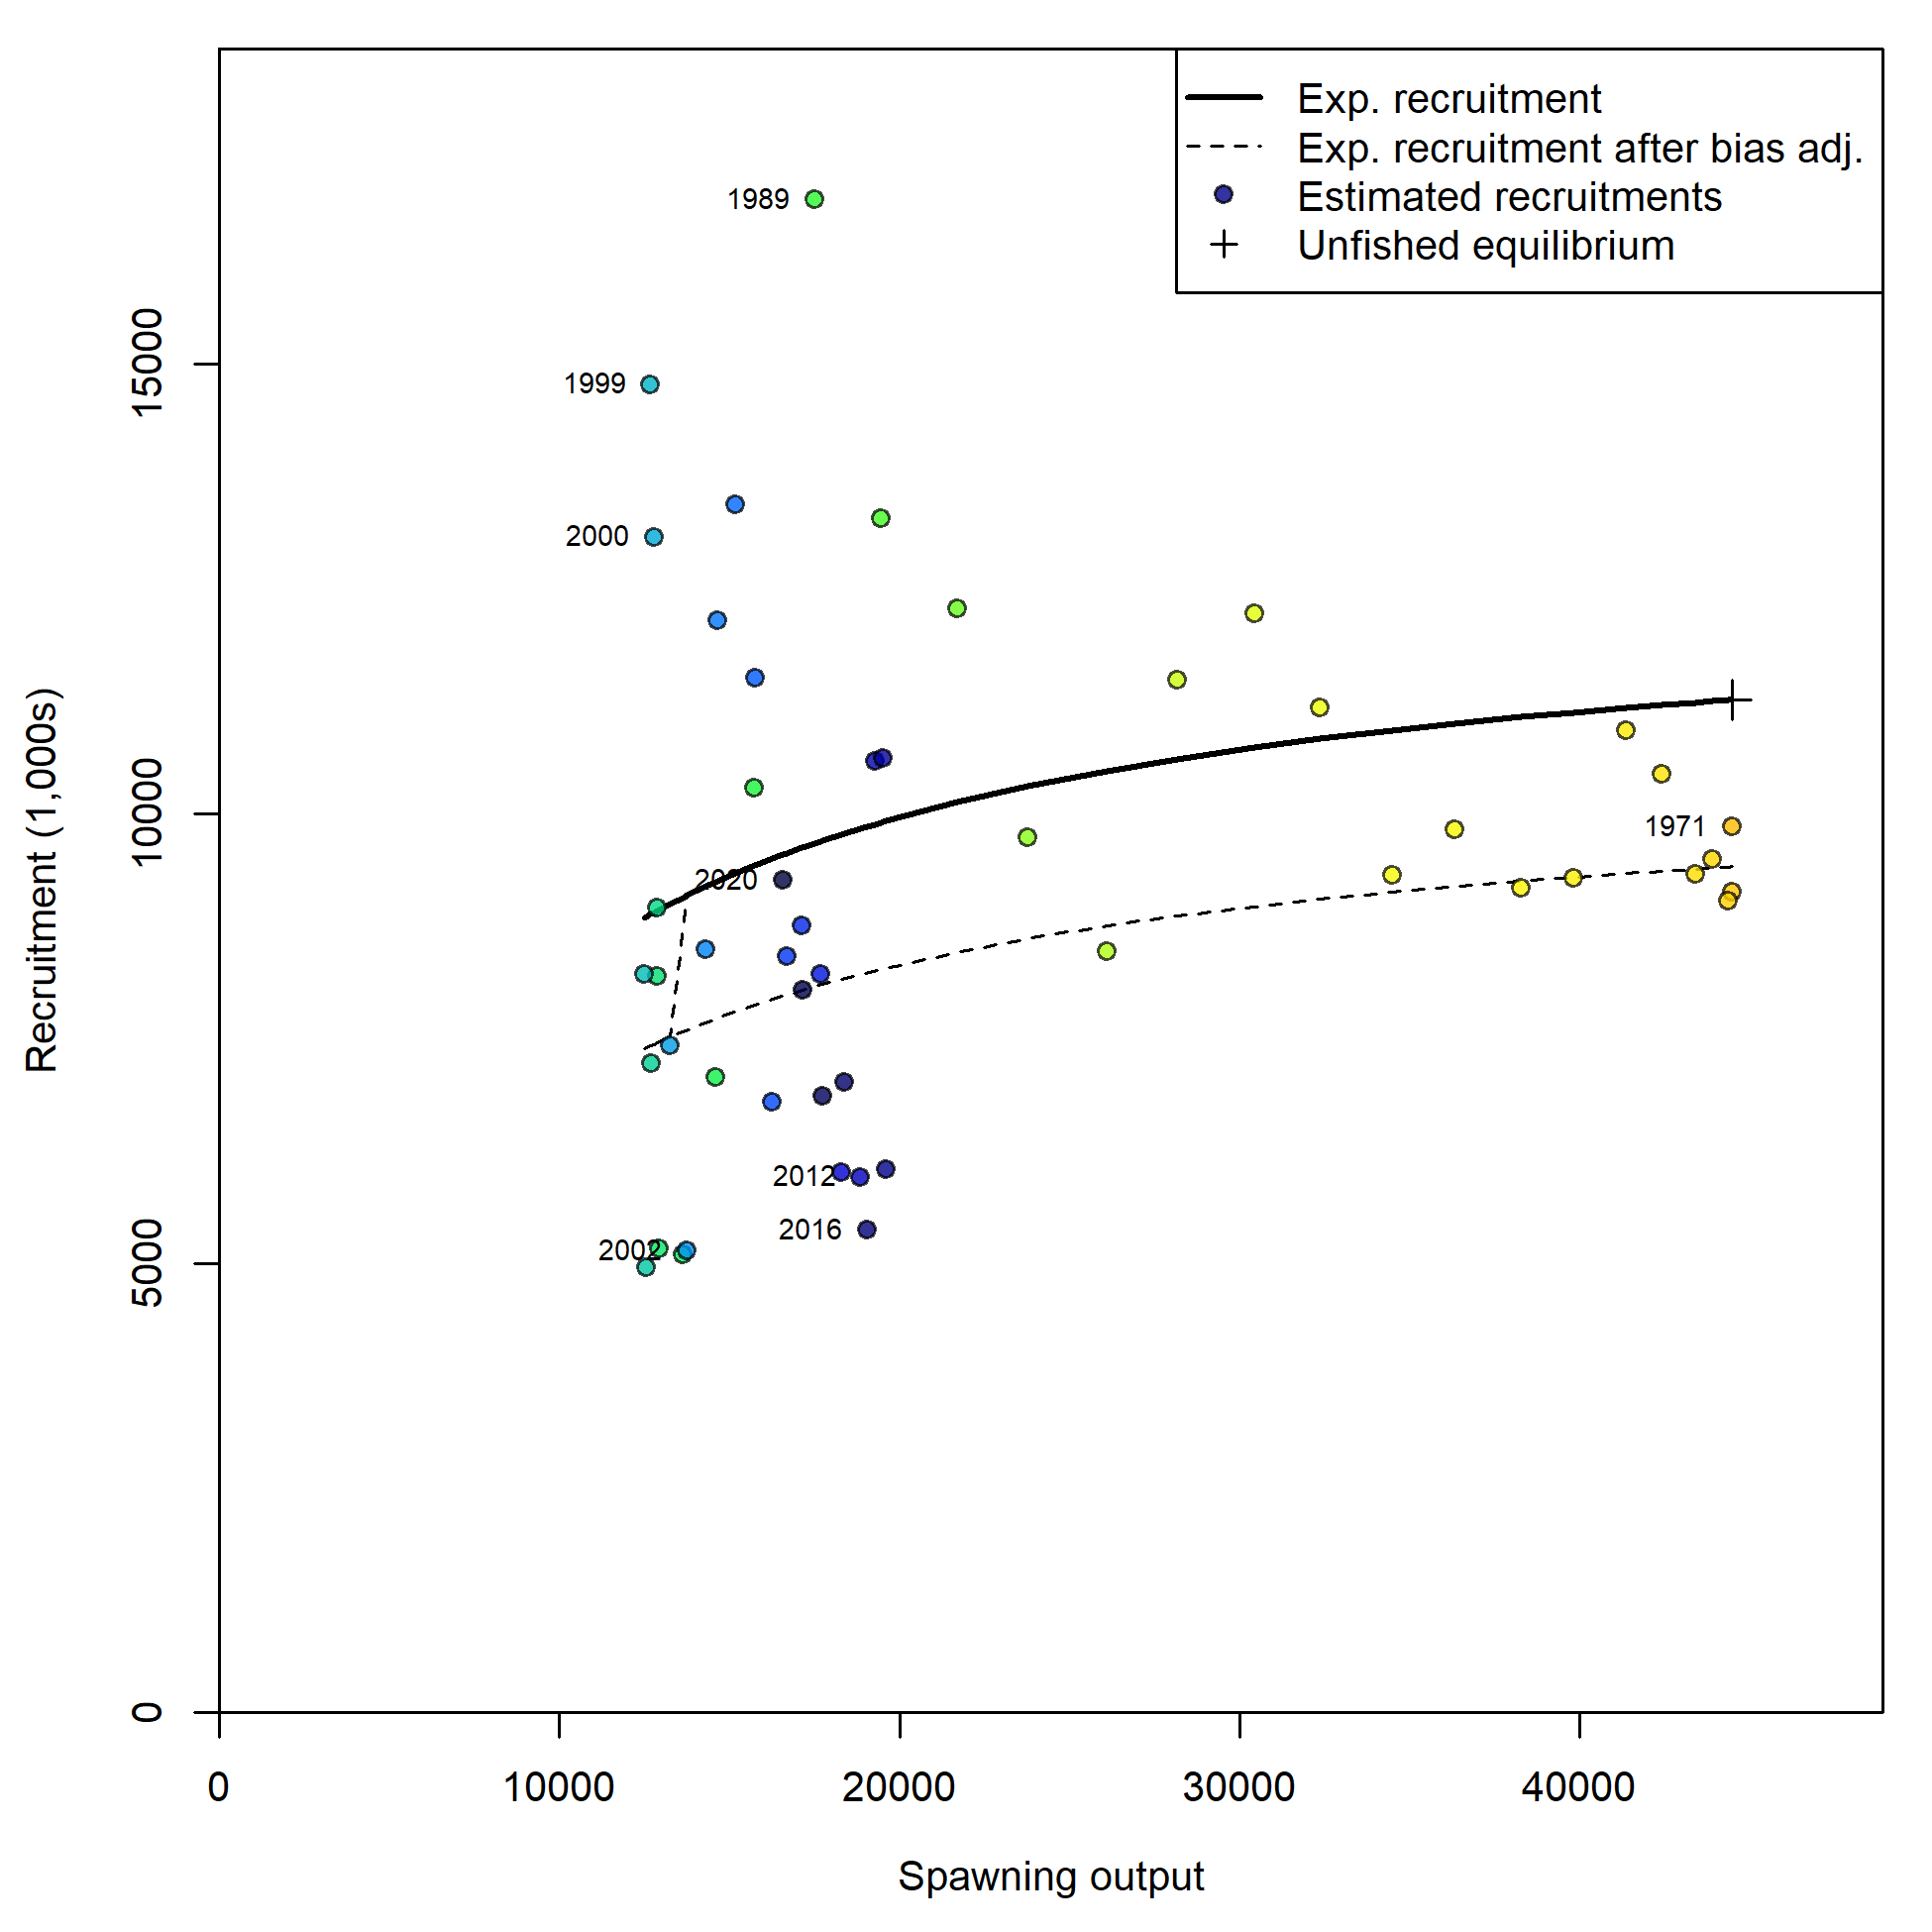 Exp. recruitment
Exp. recruitment after bias adj.
Estimated recruitments
Unfished equilibrium
1989
1999
2000
1971
2020
2012
2016
2002
15000
10000
5000
0
Recruitment (1,000s)
0 10000 20000 30000 40000
Spawning output